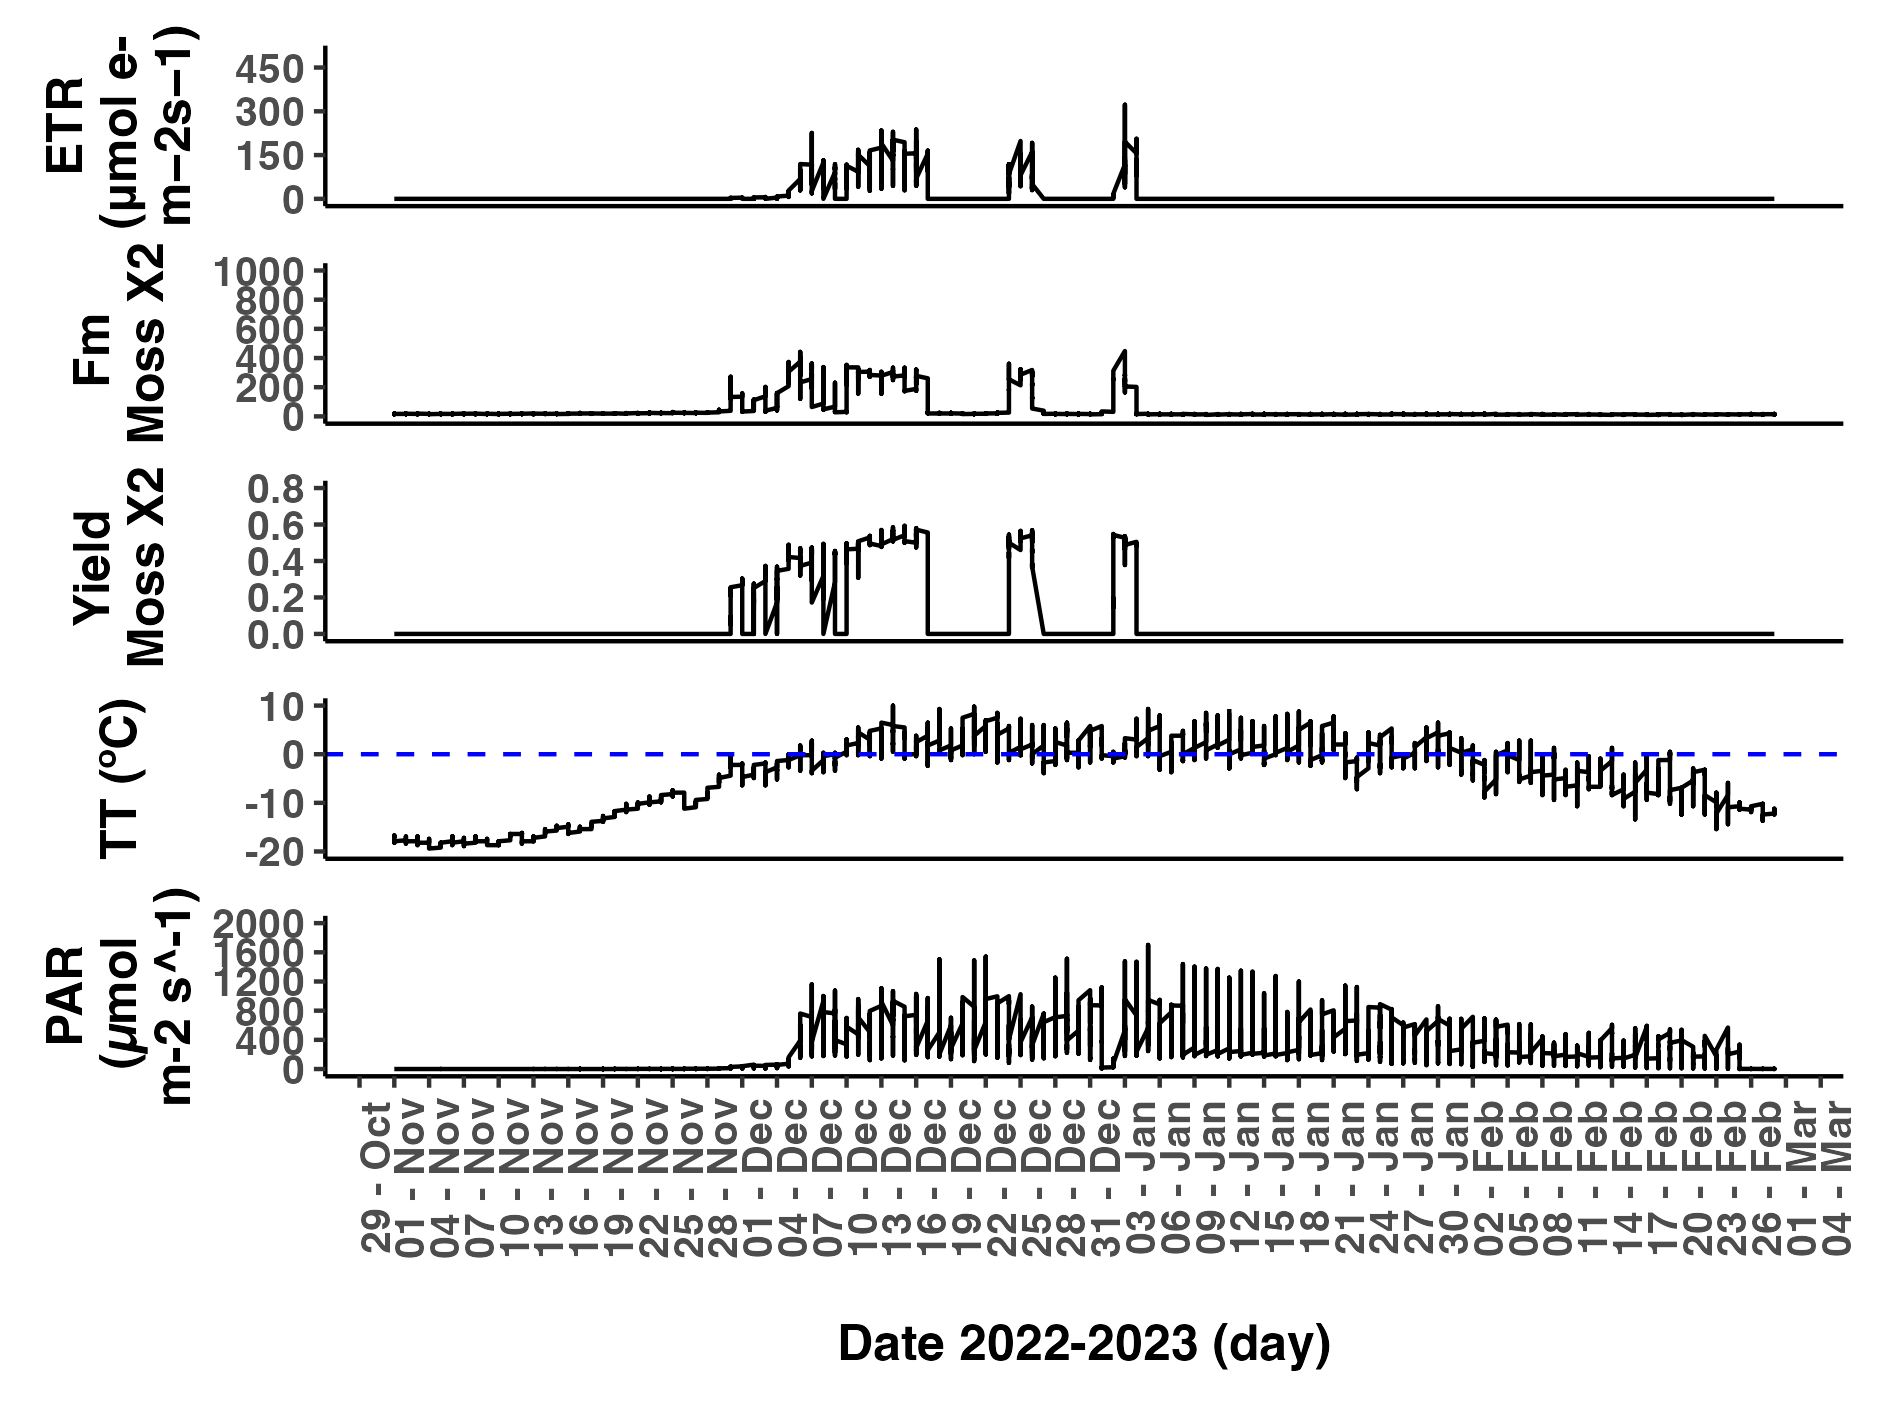 ETR
(µmol e-
m−2s−1)
450
300
150
0
Fm
Moss X2
1000
800
600
400
200
0
Yield
Moss X2
0.8
0.6
0.4
0.2
0.0
TT (ºC)
10
0
-10
-20
PAR
(µmol
m-2 s^-1)
2000
1600
1200
800
400
0
29 - Oct
01 - Nov
04 - Nov
07 - Nov
10 - Nov
13 - Nov
16 - Nov
19 - Nov
22 - Nov
25 - Nov
28 - Nov
01 - Dec
04 - Dec
07 - Dec
10 - Dec
13 - Dec
16 - Dec
19 - Dec
22 - Dec
25 - Dec
28 - Dec
31 - Dec
03 - Jan
06 - Jan
09 - Jan
12 - Jan
15 - Jan
18 - Jan
21 - Jan
24 - Jan
27 - Jan
30 - Jan
02 - Feb
05 - Feb
08 - Feb
11 - Feb
14 - Feb
17 - Feb
20 - Feb
23 - Feb
26 - Feb
01 - Mar
04 - Mar
Date 2022-2023 (day)